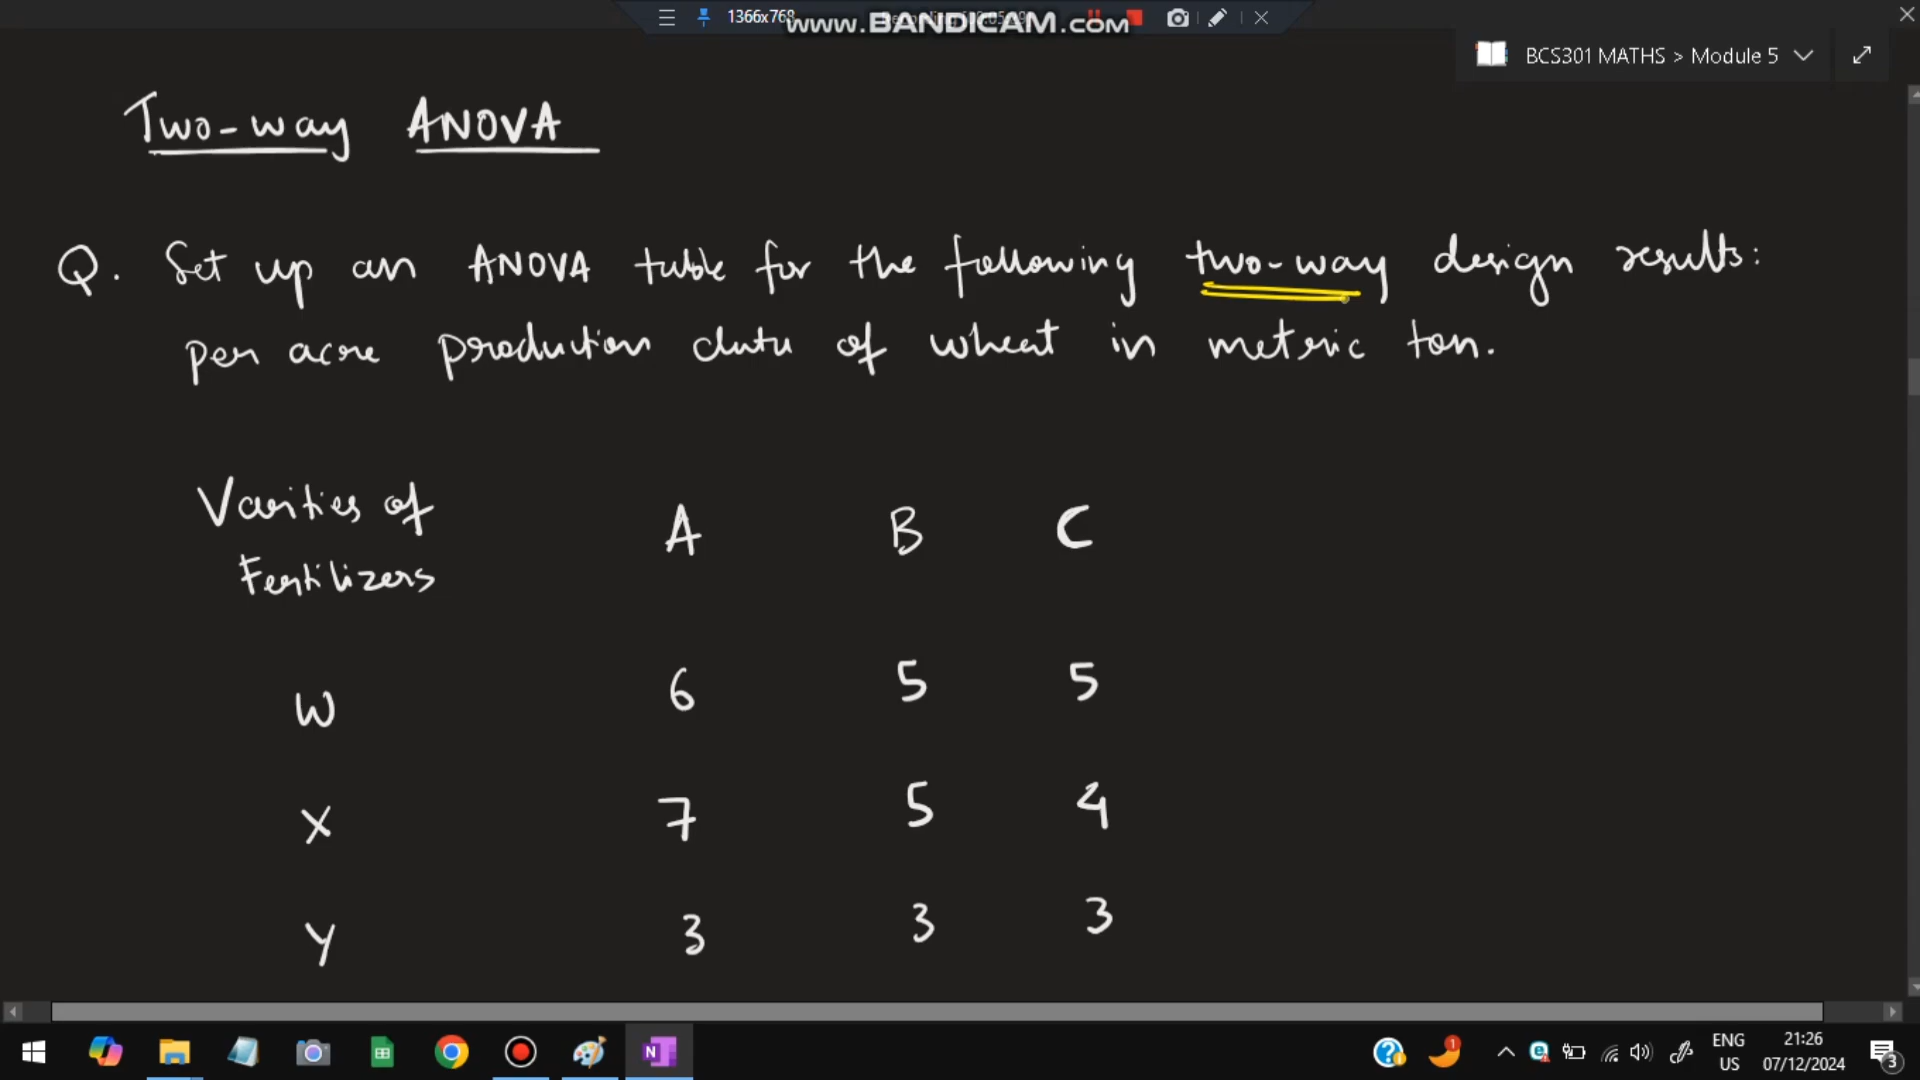 1366x768
www.BANDICAM.com
BCS301 MATHS > Module 5
Two-way ANOVA
Q. Set up an ANOVA table for the following two-way design results:
per acre production data of wheat in metric ton.
Varities of A B C
Fertilizers
W 6 5 5
X 7 5 4
Y 3 3 3
ENG 21:26
US 07/12/2024